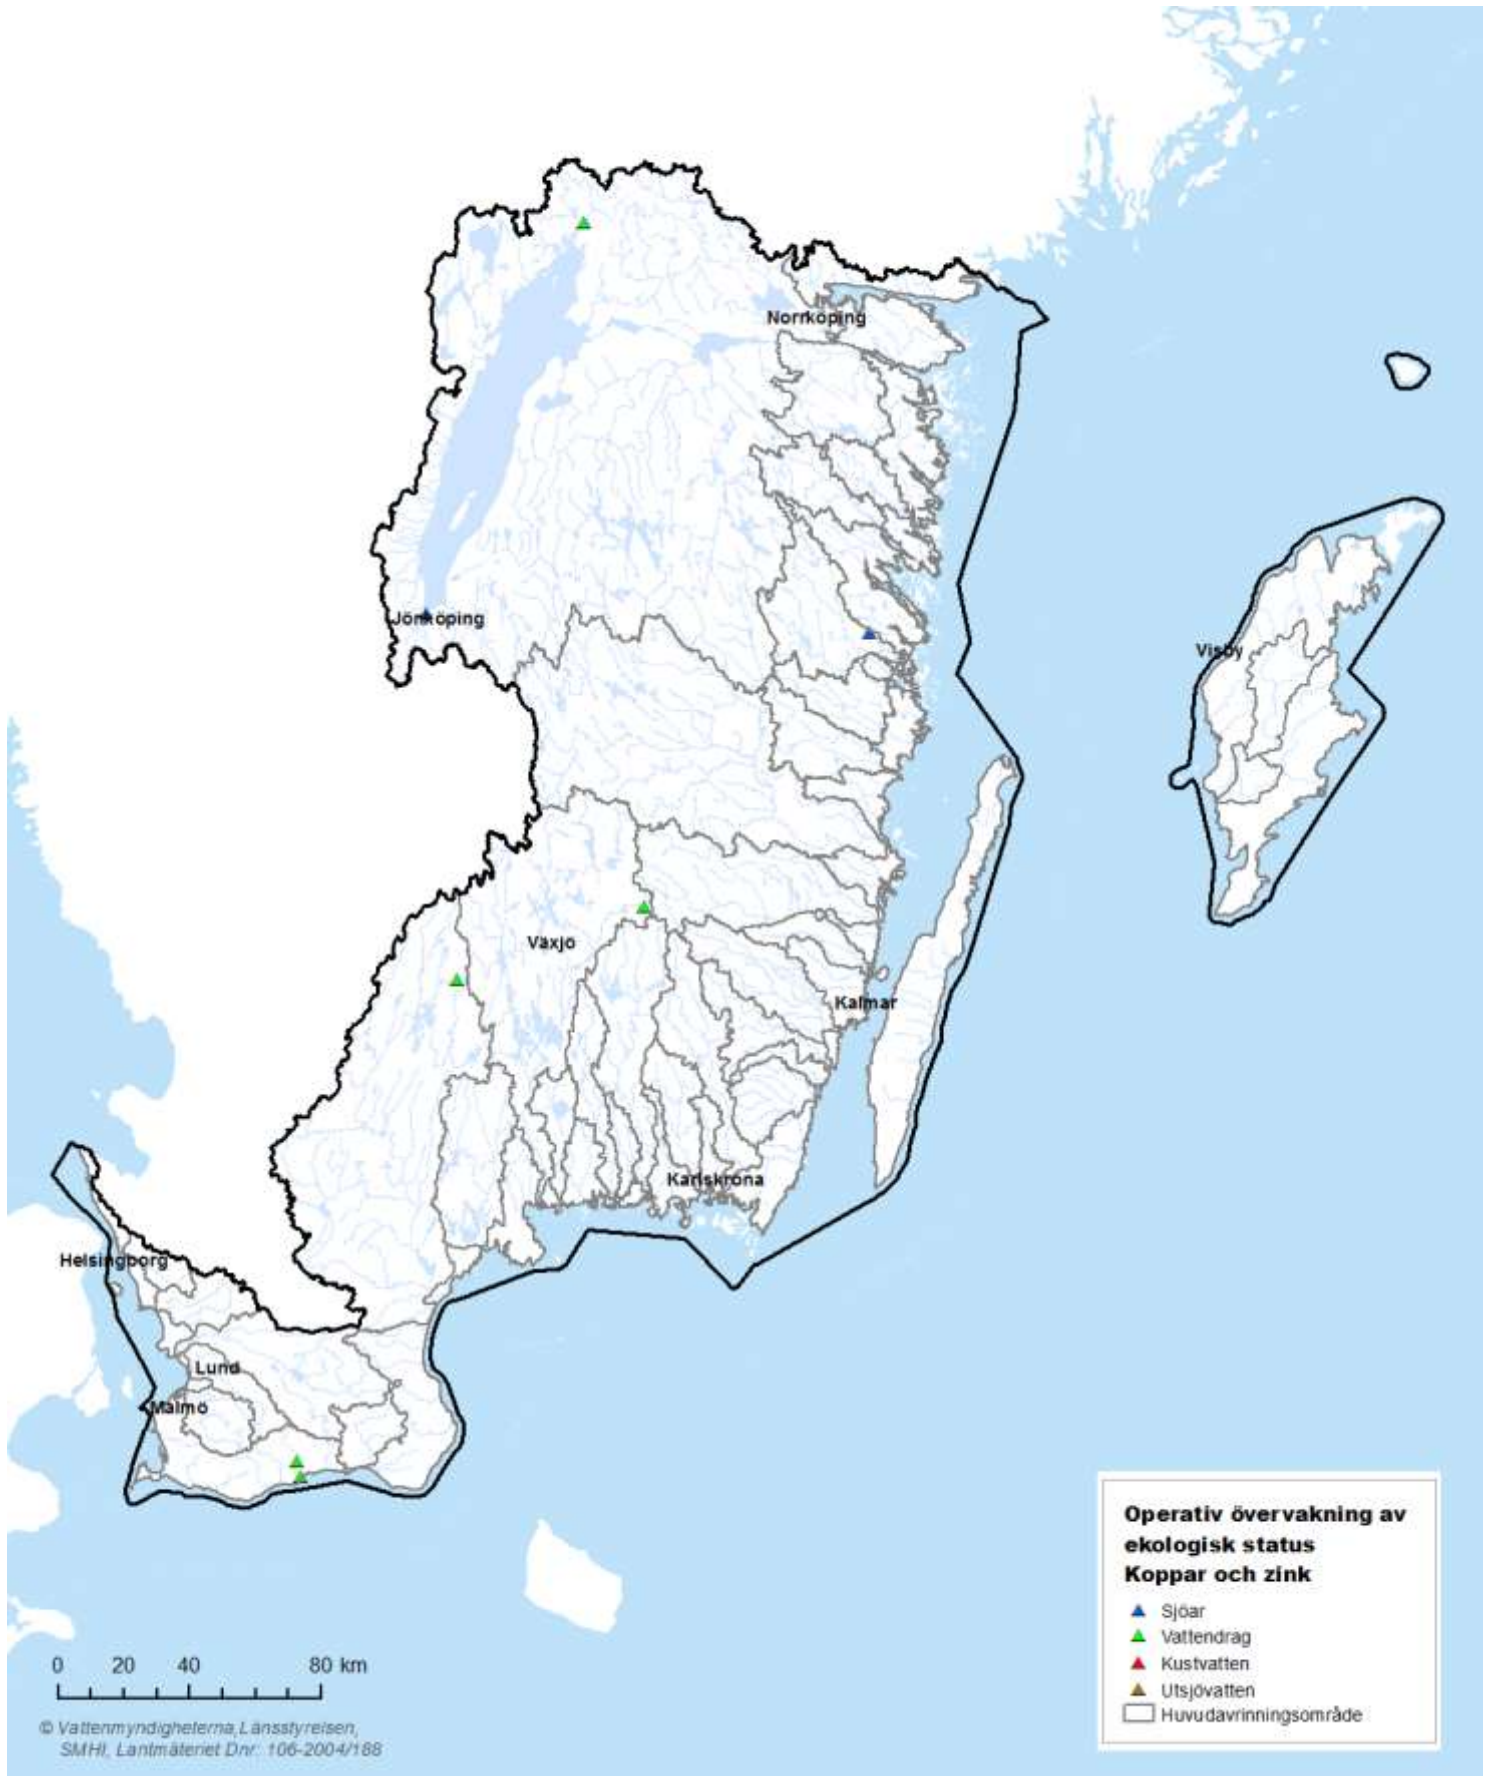 Norrköping
Jönköping
Visby
Växjö
Kalmar
Karlskrona
Helsingborg
Lund
Malmö
Operativ övervakning av
ekologisk status
Koppar och zink
Sjöar
Vattendrag
Kustvatten
Utsjövatten
Huvudavrinningsområde
0 20 40 80 km
© Vattenmyndigheterna,Länsstyrelsen,
SMHI, Lantmäteriet Dnr: 106-2004/188